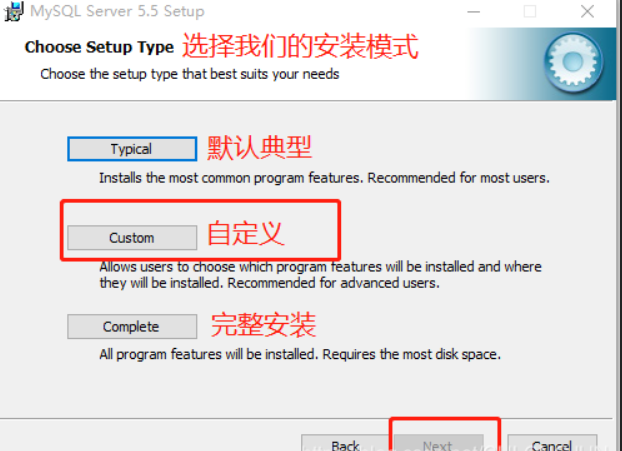 MySQL Server 5.5 Setup
Choose Setup Type 选择我们的安装模式
Choose the setup type that best suits your needs
Typical 默认典型
Installs the most common program features. Recommended for most users.
Custom 自定义
Allows users to choose which program features will be installed and where
they will be installed. Recommended for advanced users.
Complete 完整安装
All program features will be installed. Requires the most disk space.
Back Next Cancel